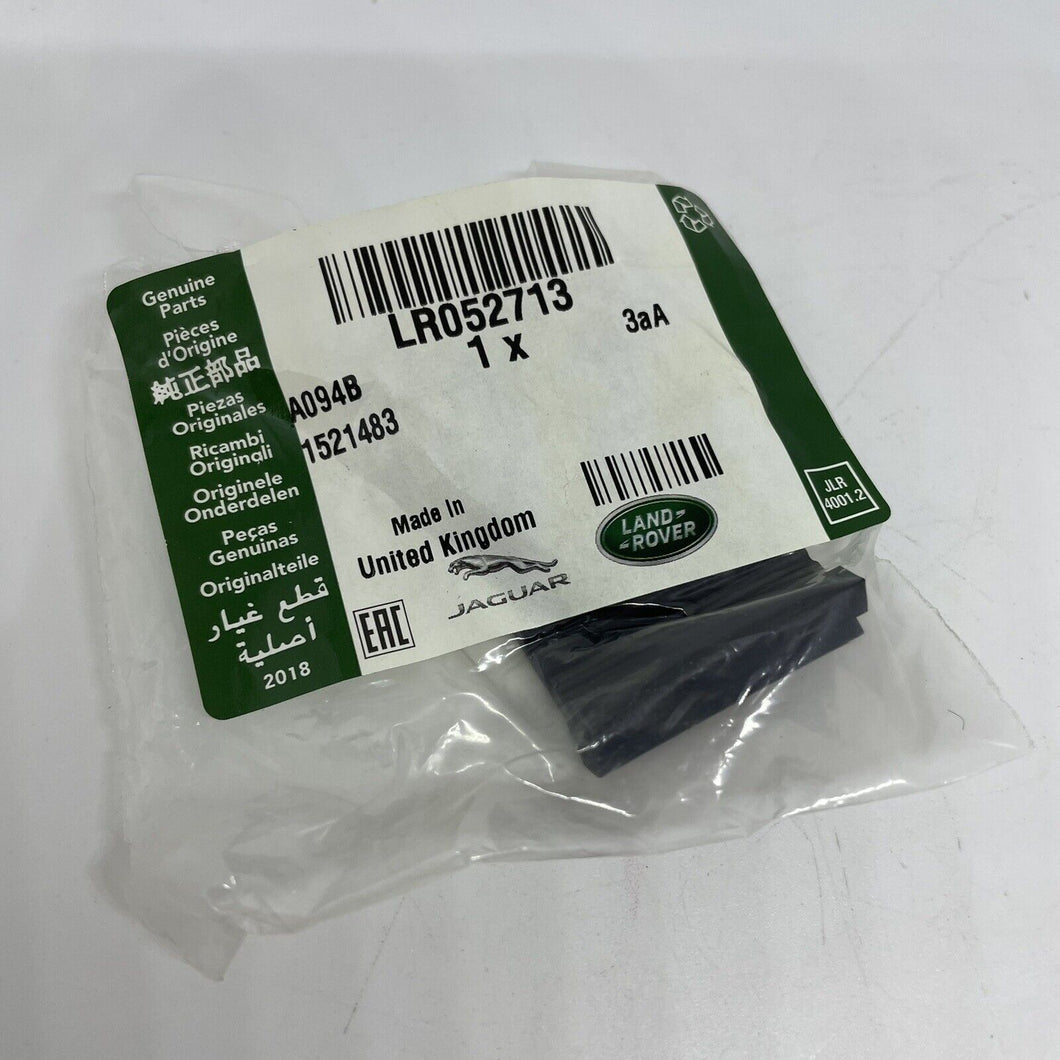 Genuine
Parts
Pièces
d'Origine
純正部品
Piezas
Originales
Ricambi
Originali
Originele
Onderdelen
Peças
Genuinas
Originalteile
قطع غيار
أصلية
2018
LR052713
1 x
3aA
A094B
1521483
Made In
United Kingdom
EAC
JAGUAR
LAND-
-ROVER
JLR
4001.2